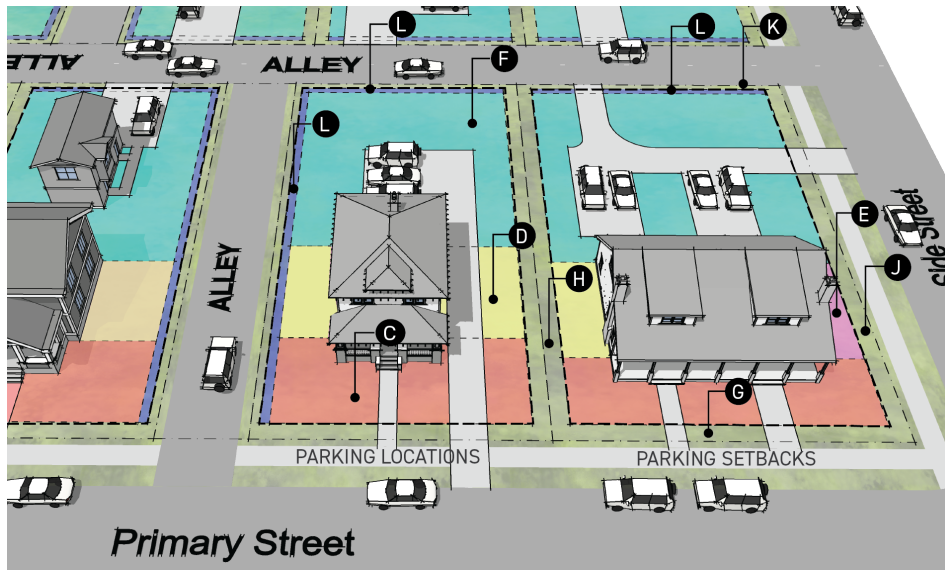 L
L
K
ALLEY
ALLEY
F
L
E
D
J
Side Street
H
ALLEY
C
G
PARKING LOCATIONS
PARKING SETBACKS
Primary Street